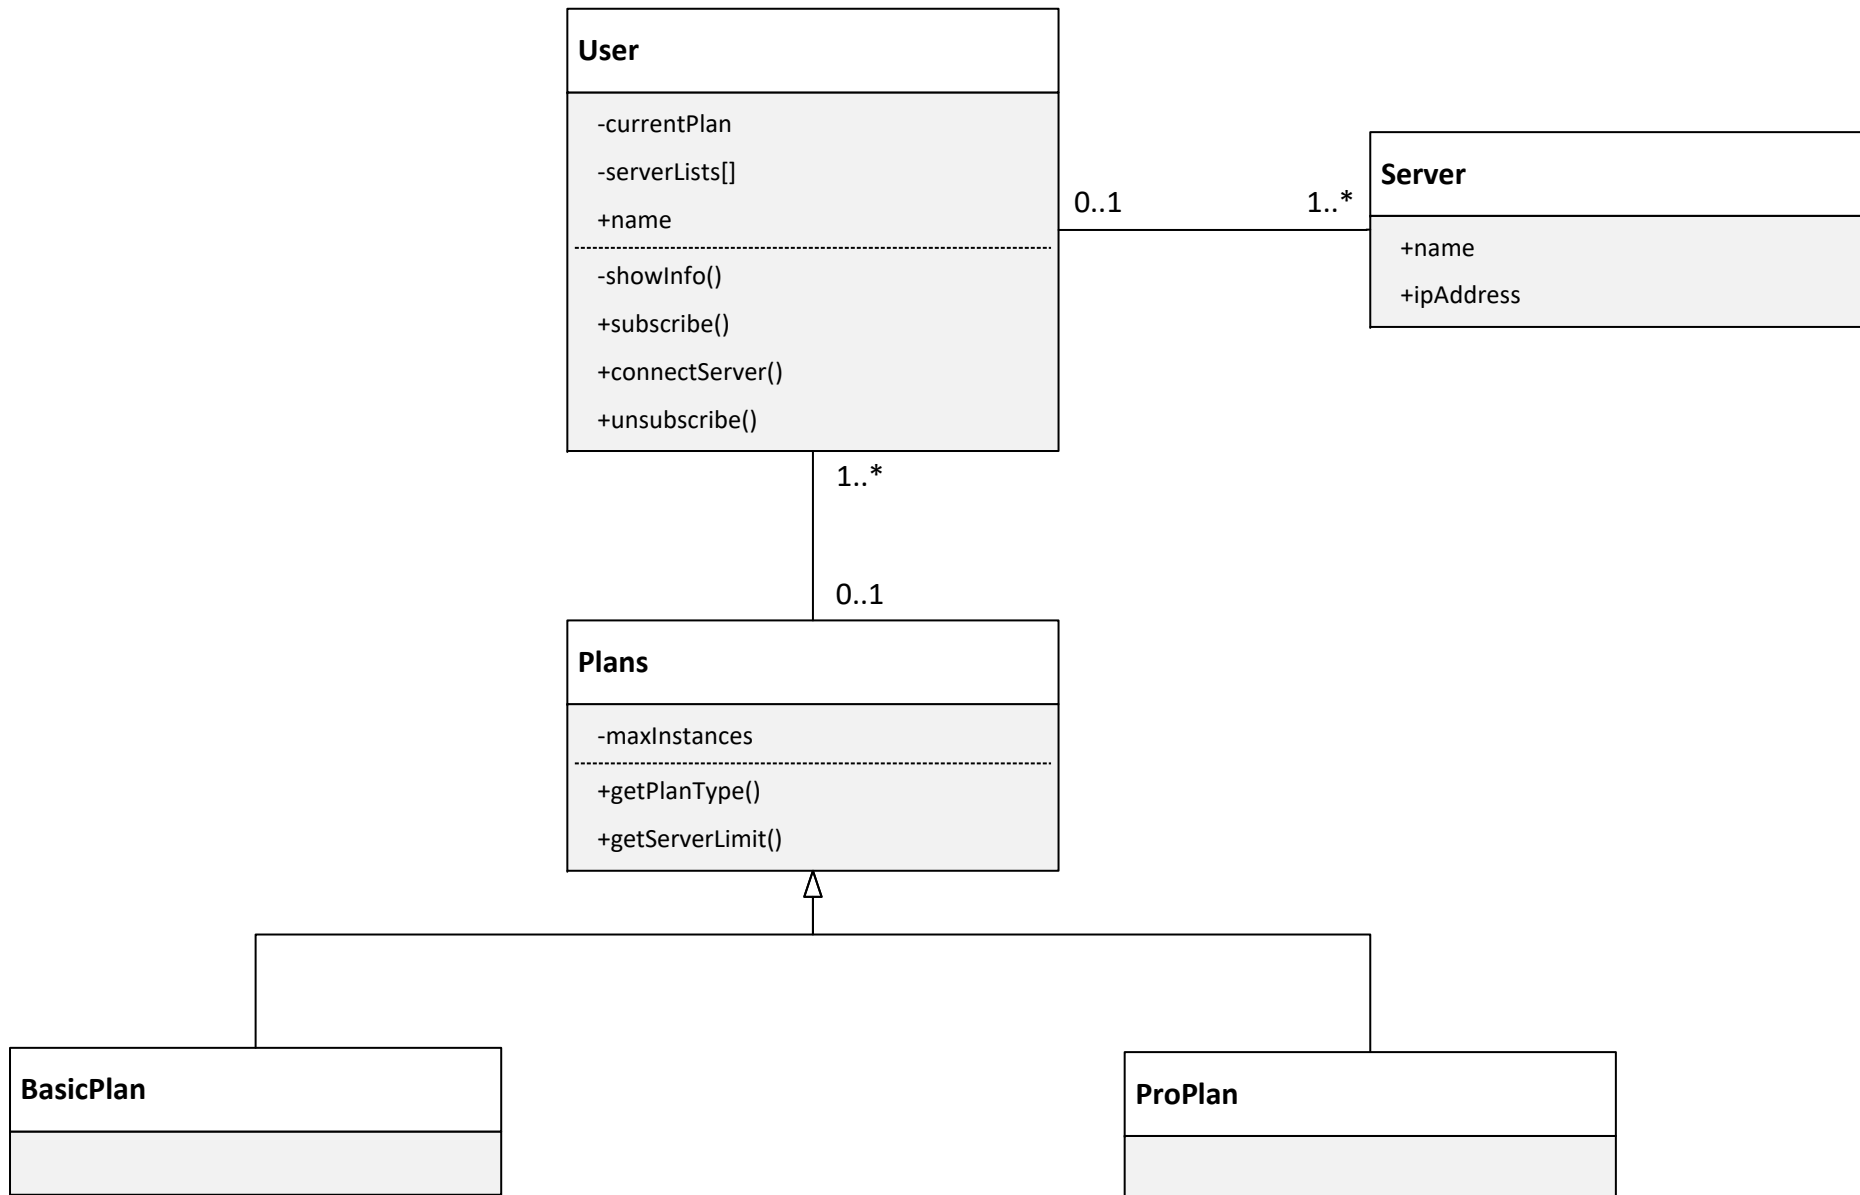 User
-currentPlan
-serverLists[]
+name
-showInfo()
+subscribe()
+connectServer()
+unsubscribe()
0..1
1..*
Server
+name
+ipAddress
1..*
0..1
Plans
-maxInstances
+getPlanType()
+getServerLimit()
BasicPlan
ProPlan